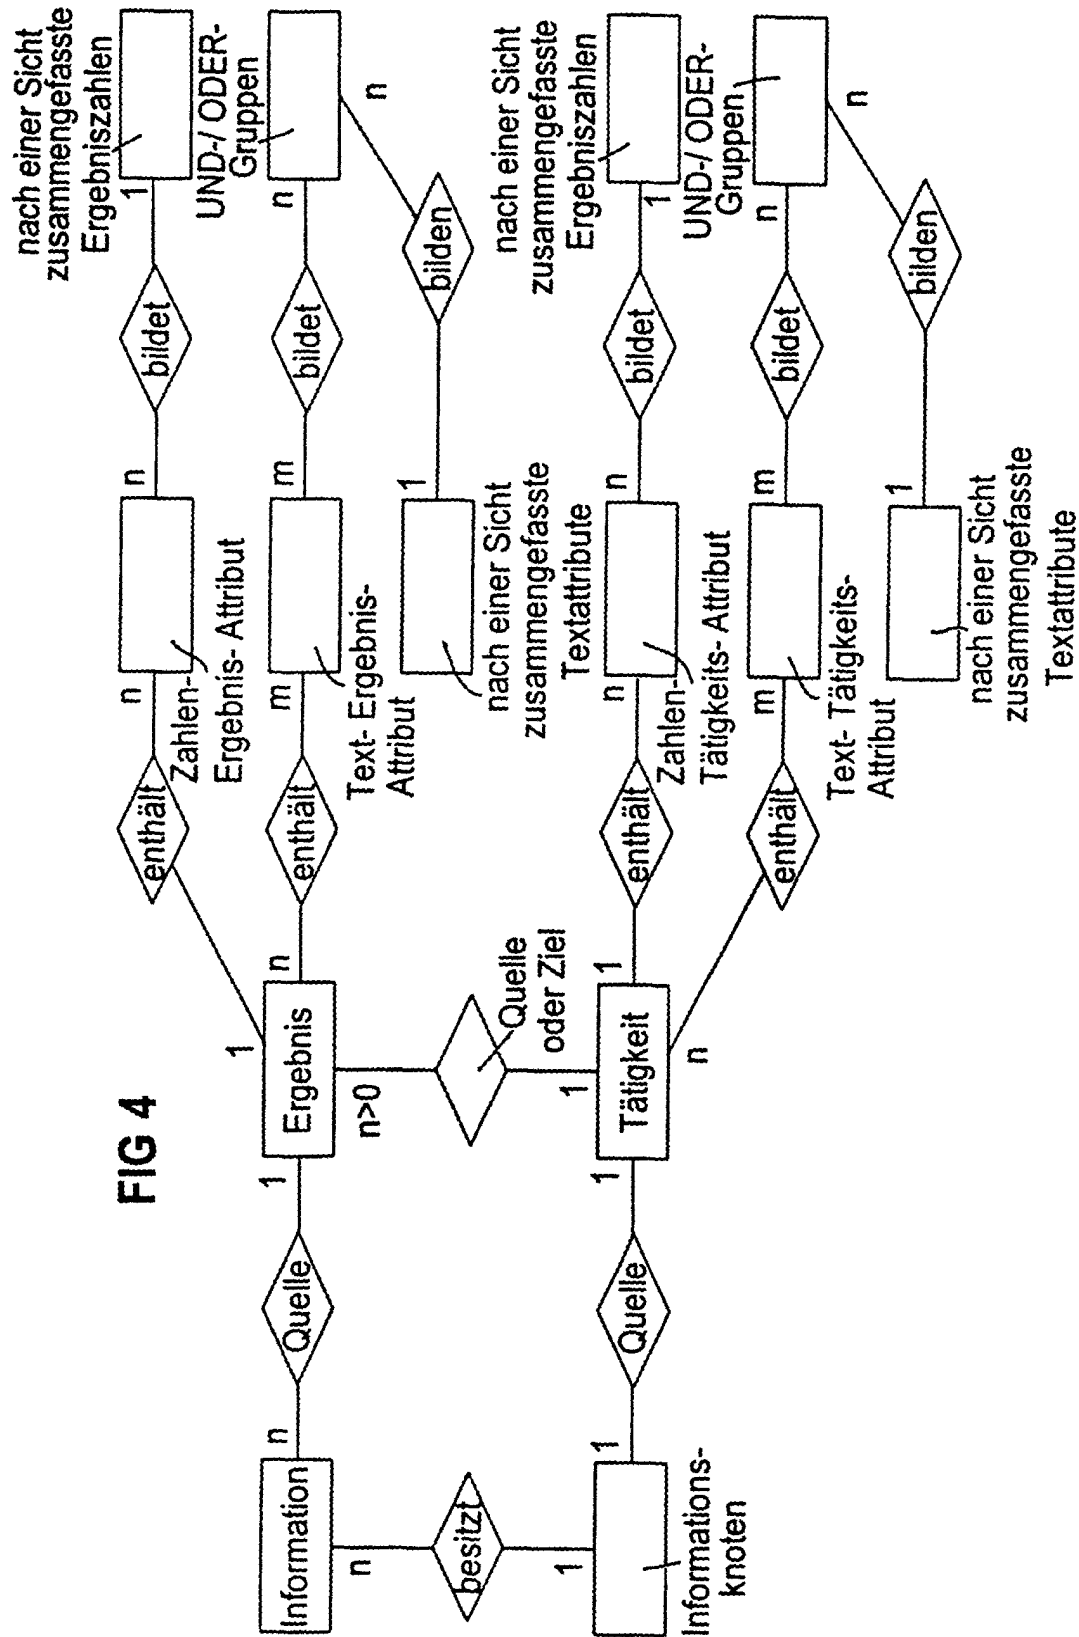 FIG 4
nach einer Sicht
zusammengefasste
Ergebniszahlen
n
enthält
1
n
bildet
1
Zahlen-
Ergebnis- Attribut
UND-/ ODER-
Gruppen
Information
n
Quelle
1
Ergebnis
n
enthält
m
m
bildet
n
Text- Ergebnis-
Attribut
n
besitzt
1
n>0
Quelle
oder Ziel
1
1
bilden
n
nach einer Sicht
zusammengefasste
Textattribute
nach einer Sicht
zusammengefasste
Ergebniszahlen
1
Quelle
1
Tätigkeit
1
enthält
n
n
bildet
1
Informations-
knoten
Zahlen-
Tätigkeits- Attribut
UND-/ ODER-
Gruppen
n
enthält
m
m
bildet
n
Text- Tätigkeits-
Attribut
1
bilden
n
nach einer Sicht
zusammengefasste
Textattribute